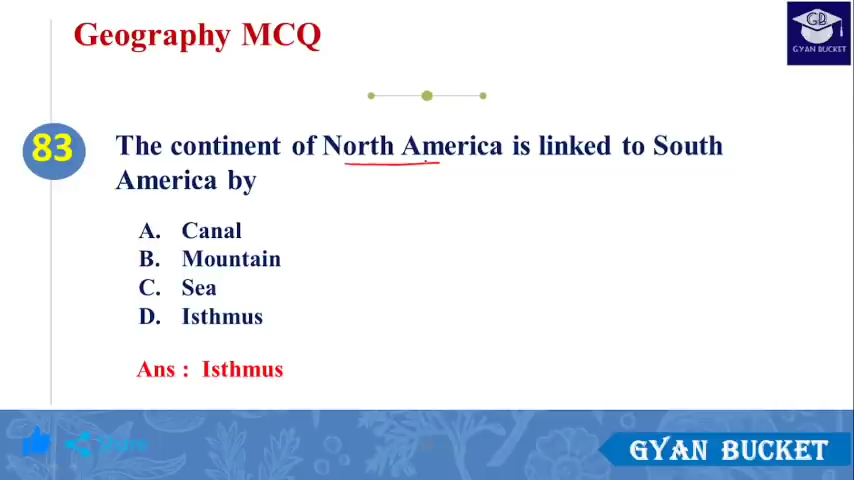 Geography MCQ
GB
GYAN BUCKET
83
The continent of North America is linked to South
America by
A. Canal
B. Mountain
C. Sea
D. Isthmus
Ans : Isthmus
Share
GYAN BUCKET